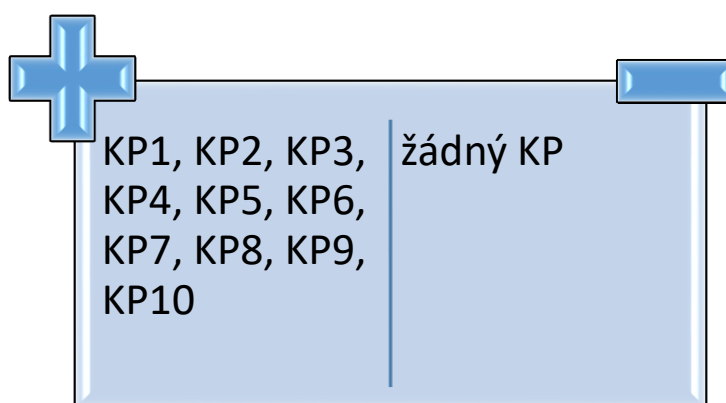 KP1, KP2, KP3,
KP4, KP5, KP6,
KP7, KP8, KP9,
KP10
žádný KP